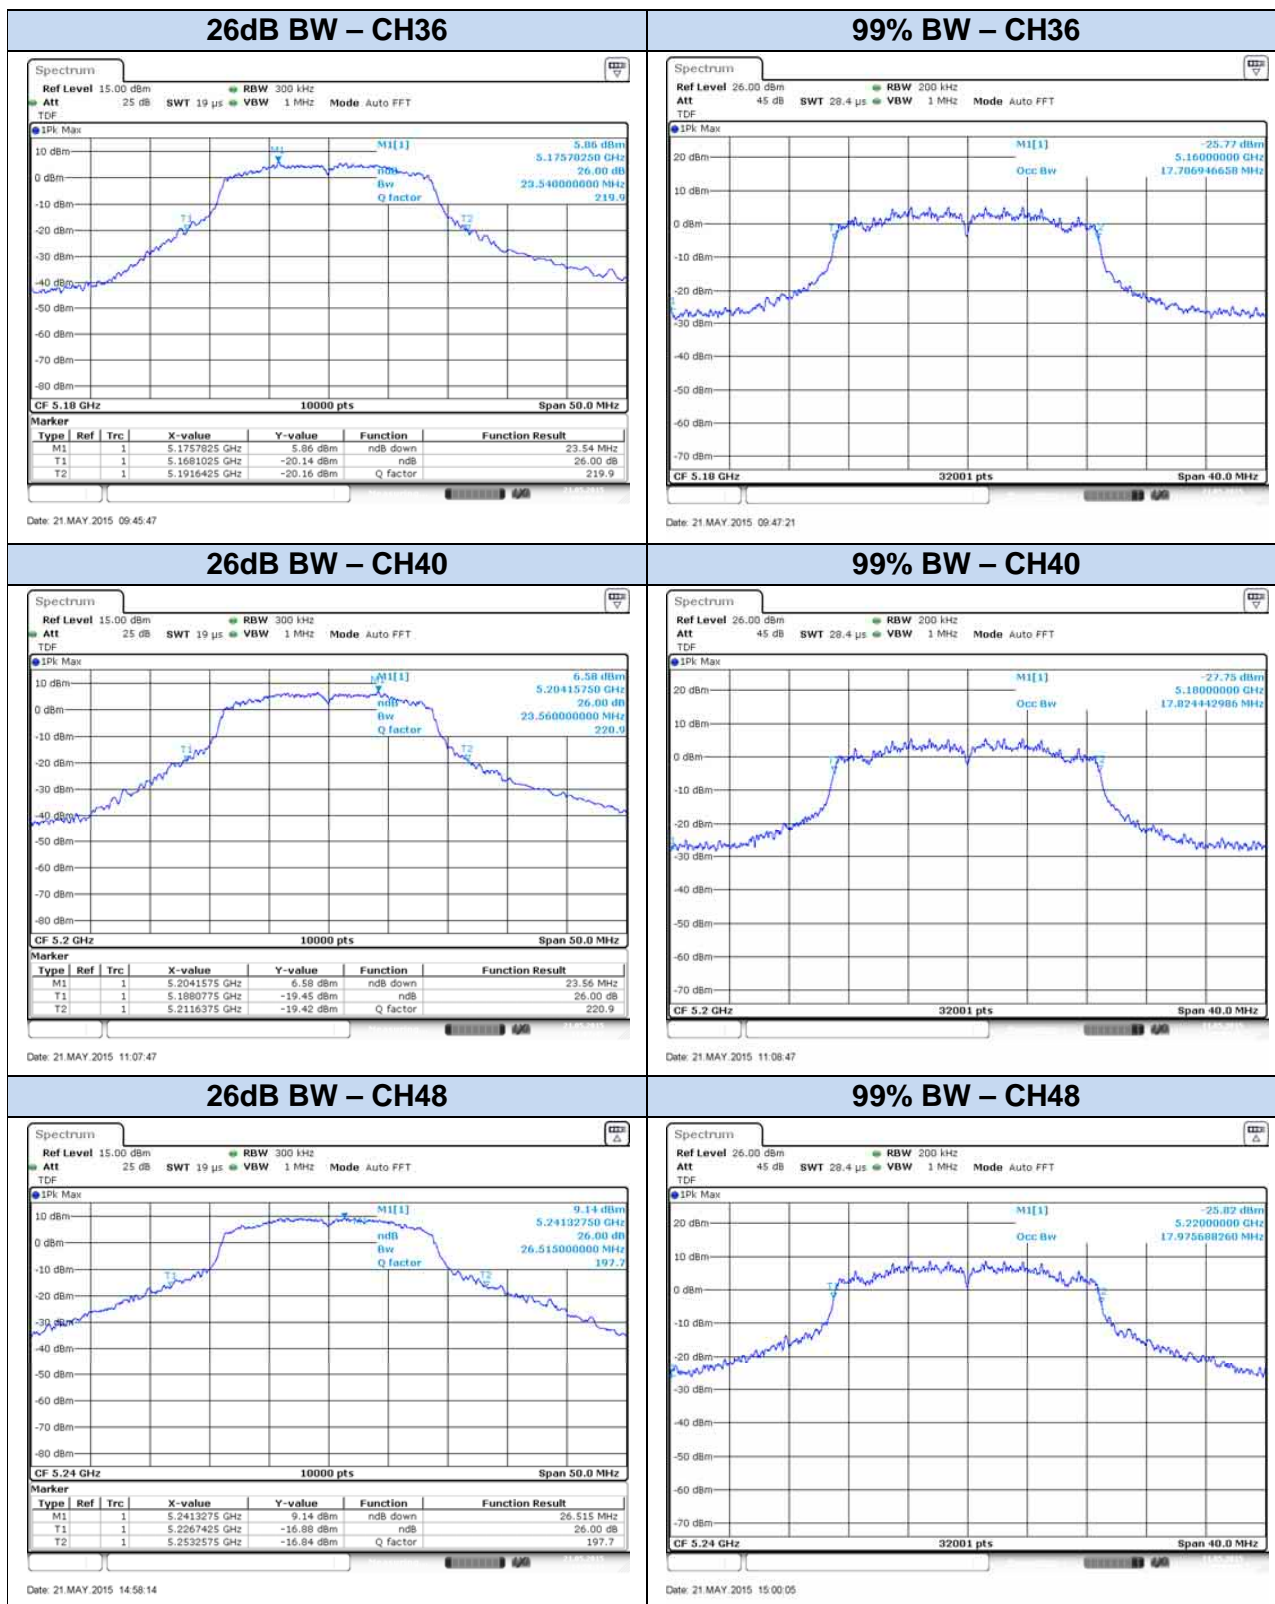 26dB BW – CH36
Spectrum
Ref Level 15.00 dBm RBW 300 kHz
Att 25 dB SWT 19 µs VBW 1 MHz Mode Auto FFT
TDF
1Pk Max
M1[1] 5.86 dBm
5.17570250 GHz
ndB 26.00 dB
Bw 23.540000000 MHz
Q factor 219.9
M1
T1
T2
10 dBm
0 dBm
-10 dBm
-20 dBm
-30 dBm
-40 dBm
-50 dBm
-60 dBm
-70 dBm
-80 dBm
CF 5.18 GHz 10000 pts Span 50.0 MHz
Marker
Type Ref Trc X-value Y-value Function Function Result
M1 1 5.1757825 GHz 5.86 dBm ndB down 23.54 MHz
T1 1 5.1681025 GHz -20.14 dBm ndB 26.00 dB
T2 1 5.1916425 GHz -20.16 dBm Q factor 219.9
Date: 21.MAY.2015 09:45:47
99% BW – CH36
Spectrum
Ref Level 26.00 dBm RBW 200 kHz
Att 45 dB SWT 28.4 µs VBW 1 MHz Mode Auto FFT
TDF
1Pk Max
M1[1] -25.77 dBm
5.16000000 GHz
Occ Bw 17.706946658 MHz
20 dBm
10 dBm
0 dBm
-10 dBm
-20 dBm
-30 dBm
-40 dBm
-50 dBm
-60 dBm
-70 dBm
CF 5.18 GHz 32001 pts Span 40.0 MHz
Date: 21.MAY.2015 09:47:21
26dB BW – CH40
Spectrum
Ref Level 15.00 dBm RBW 300 kHz
Att 25 dB SWT 19 µs VBW 1 MHz Mode Auto FFT
TDF
1Pk Max
M1[1] 6.58 dBm
5.20415750 GHz
ndB 26.00 dB
Bw 23.560000000 MHz
Q factor 220.9
T1
T2
10 dBm
0 dBm
-10 dBm
-20 dBm
-30 dBm
-40 dBm
-50 dBm
-60 dBm
-70 dBm
-80 dBm
CF 5.2 GHz 10000 pts Span 50.0 MHz
Marker
Type Ref Trc X-value Y-value Function Function Result
M1 1 5.2041575 GHz 6.58 dBm ndB down 23.56 MHz
T1 1 5.1880775 GHz -19.45 dBm ndB 26.00 dB
T2 1 5.2116375 GHz -19.42 dBm Q factor 220.9
Date: 21.MAY.2015 11:07:47
99% BW – CH40
Spectrum
Ref Level 26.00 dBm RBW 200 kHz
Att 45 dB SWT 28.4 µs VBW 1 MHz Mode Auto FFT
TDF
1Pk Max
M1[1] -27.75 dBm
5.18000000 GHz
Occ Bw 17.824442986 MHz
20 dBm
10 dBm
0 dBm
-10 dBm
-20 dBm
-30 dBm
-40 dBm
-50 dBm
-60 dBm
-70 dBm
CF 5.2 GHz 32001 pts Span 40.0 MHz
Date: 21.MAY.2015 11:08:47
26dB BW – CH48
Spectrum
Ref Level 15.00 dBm RBW 300 kHz
Att 25 dB SWT 19 µs VBW 1 MHz Mode Auto FFT
TDF
1Pk Max
M1[1] 9.14 dBm
5.24132750 GHz
ndB 26.00 dB
Bw 26.515000000 MHz
Q factor 197.7
T1
T2
10 dBm
0 dBm
-10 dBm
-20 dBm
-30 dBm
-40 dBm
-50 dBm
-60 dBm
-70 dBm
-80 dBm
CF 5.24 GHz 10000 pts Span 50.0 MHz
Marker
Type Ref Trc X-value Y-value Function Function Result
M1 1 5.2413275 GHz 9.14 dBm ndB down 26.515 MHz
T1 1 5.2267425 GHz -16.88 dBm ndB 26.00 dB
T2 1 5.2532575 GHz -16.84 dBm Q factor 197.7
Date: 21.MAY.2015 14:58:14
99% BW – CH48
Spectrum
Ref Level 26.00 dBm RBW 200 kHz
Att 45 dB SWT 28.4 µs VBW 1 MHz Mode Auto FFT
TDF
1Pk Max
M1[1] -25.82 dBm
5.22000000 GHz
Occ Bw 17.975688260 MHz
20 dBm
10 dBm
0 dBm
-10 dBm
-20 dBm
-30 dBm
-40 dBm
-50 dBm
-60 dBm
-70 dBm
CF 5.24 GHz 32001 pts Span 40.0 MHz
Date: 21.MAY.2015 15:00:05